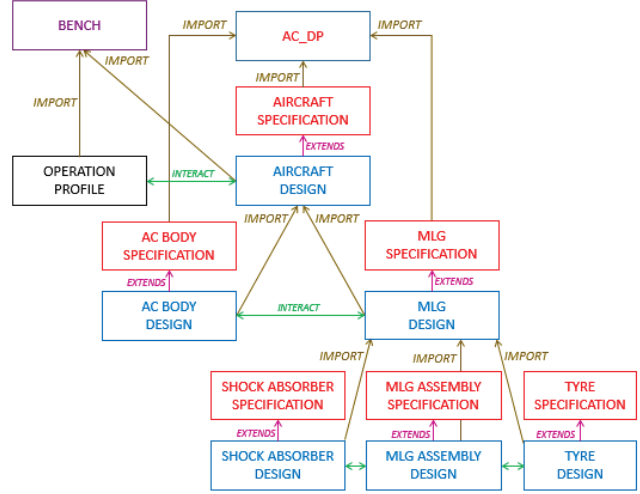 BENCH
IMPORT
IMPORT
AC_DP
IMPORT
IMPORT
IMPORT
IMPORT
AIRCRAFT
SPECIFICATION
EXTENDS
OPERATION
PROFILE
INTERACT
AIRCRAFT
DESIGN
IMPORT
IMPORT
AC BODY
SPECIFICATION
MLG
SPECIFICATION
EXTENDS
EXTENDS
AC BODY
DESIGN
INTERACT
MLG
DESIGN
IMPORT
IMPORT
IMPORT
SHOCK ABSORBER
SPECIFICATION
MLG ASSEMBLY
SPECIFICATION
TYRE
SPECIFICATION
EXTENDS
EXTENDS
EXTENDS
SHOCK ABSORBER
DESIGN
MLG ASSEMBLY
DESIGN
TYRE
DESIGN